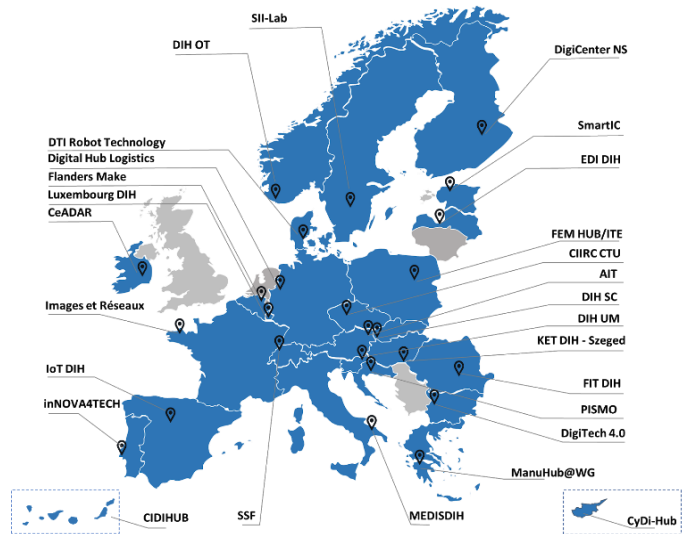 SII-Lab
DIH OT
DigiCenter NS
SmartIC
DTI Robot Technology
Digital Hub Logistics
EDI DIH
Flanders Make
Luxembourg DIH
CeADAR
FEM HUB/ITE
CIIRC CTU
AIT
DIH SC
Images et Réseaux
DIH UM
KET DIH - Szeged
IoT DIH
FIT DIH
inNOVA4TECH
PISMO
DigiTech 4.0
ManuHub@WG
CIDIHUB
SSF
MEDISDIH
CyDi-Hub